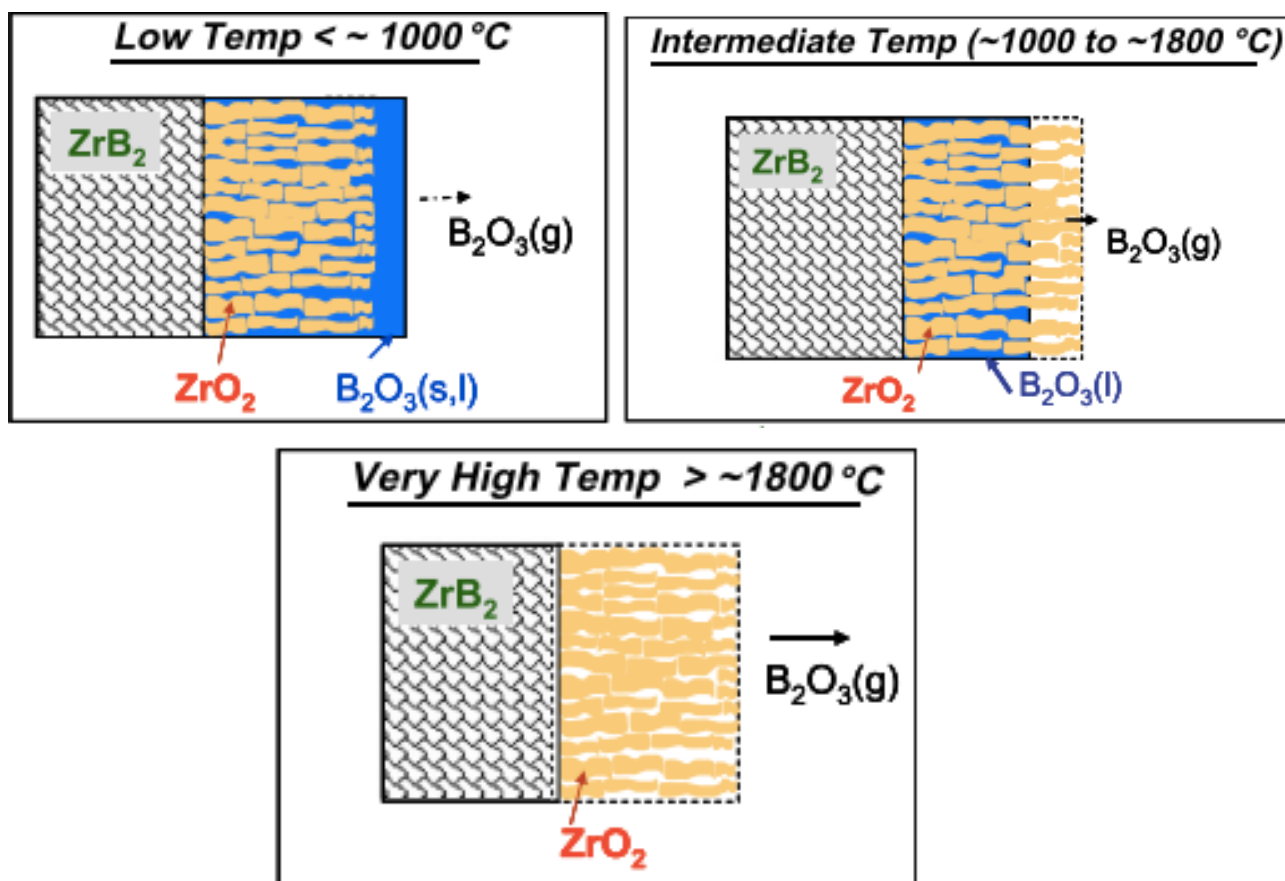 Low Temp < ~ 1000 °C
ZrB₂
B₂O₃(g)
ZrO₂
B₂O₃(s,l)
Intermediate Temp (~1000 to ~1800 °C)
ZrB₂
B₂O₃(g)
ZrO₂
B₂O₃(l)
Very High Temp > ~1800 °C
ZrB₂
B₂O₃(g)
ZrO₂